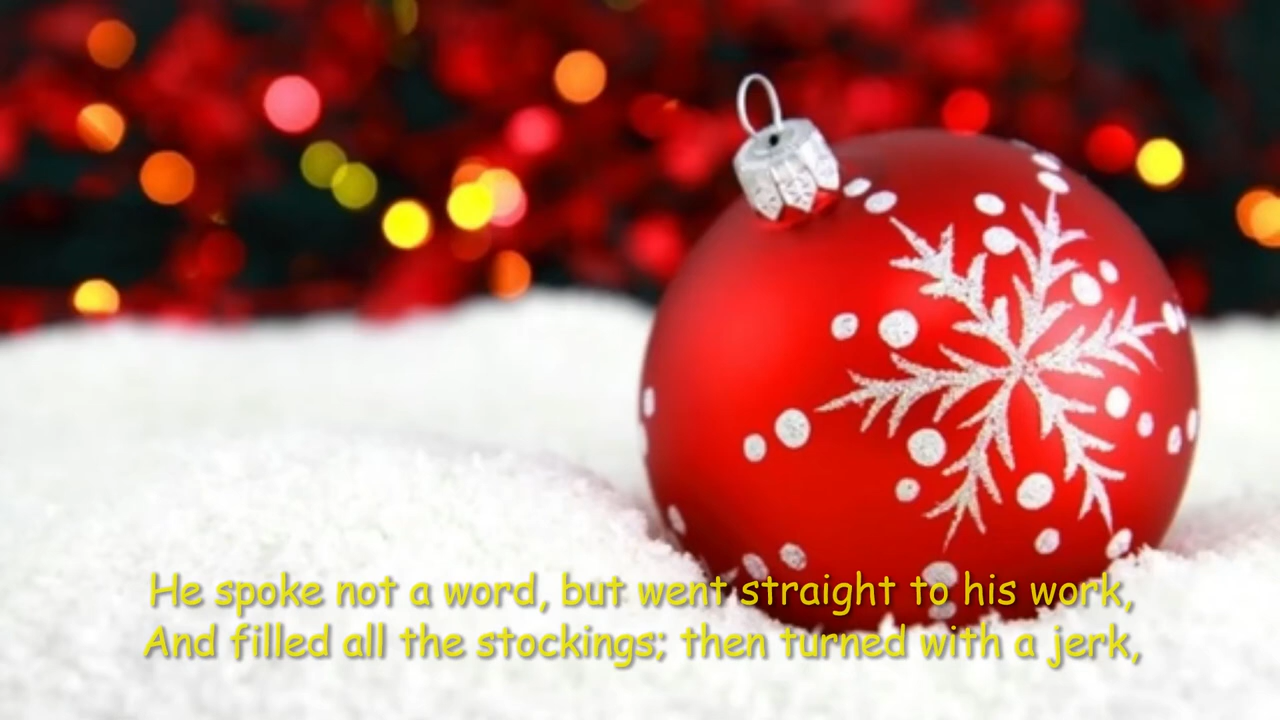 He spoke not a word, but went straight to his work,
And filled all the stockings; then turned with a jerk,